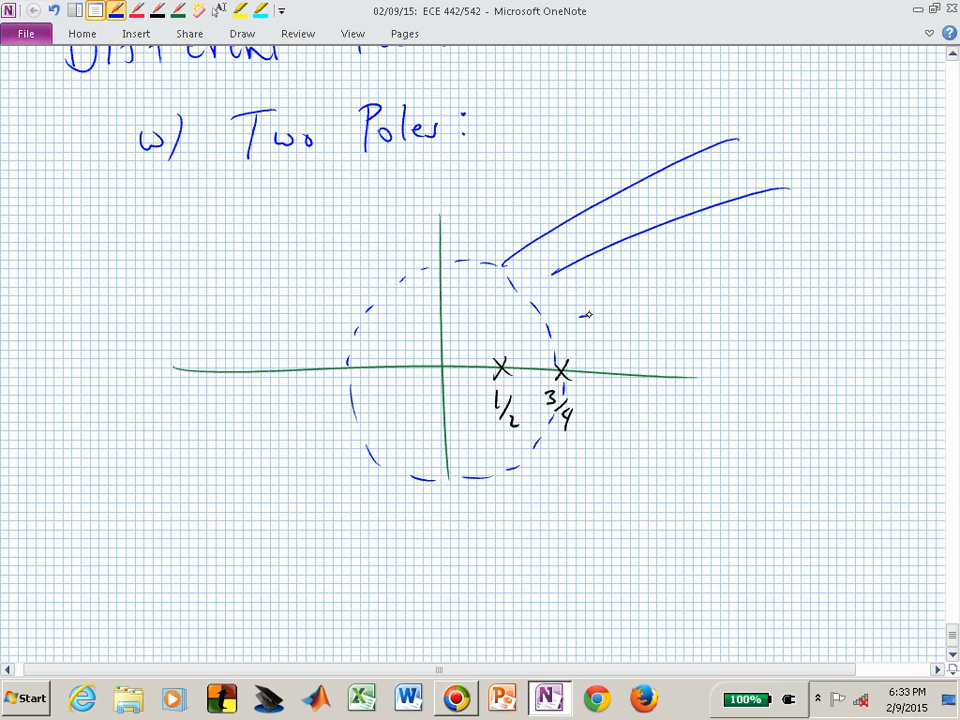 02/09/15: ECE 442/542 - Microsoft OneNote
File Home Insert Share Draw Review View Pages
Different
w/ Two Poles:
1/2 3/4
Start 100% 6:33 PM
2/9/2015